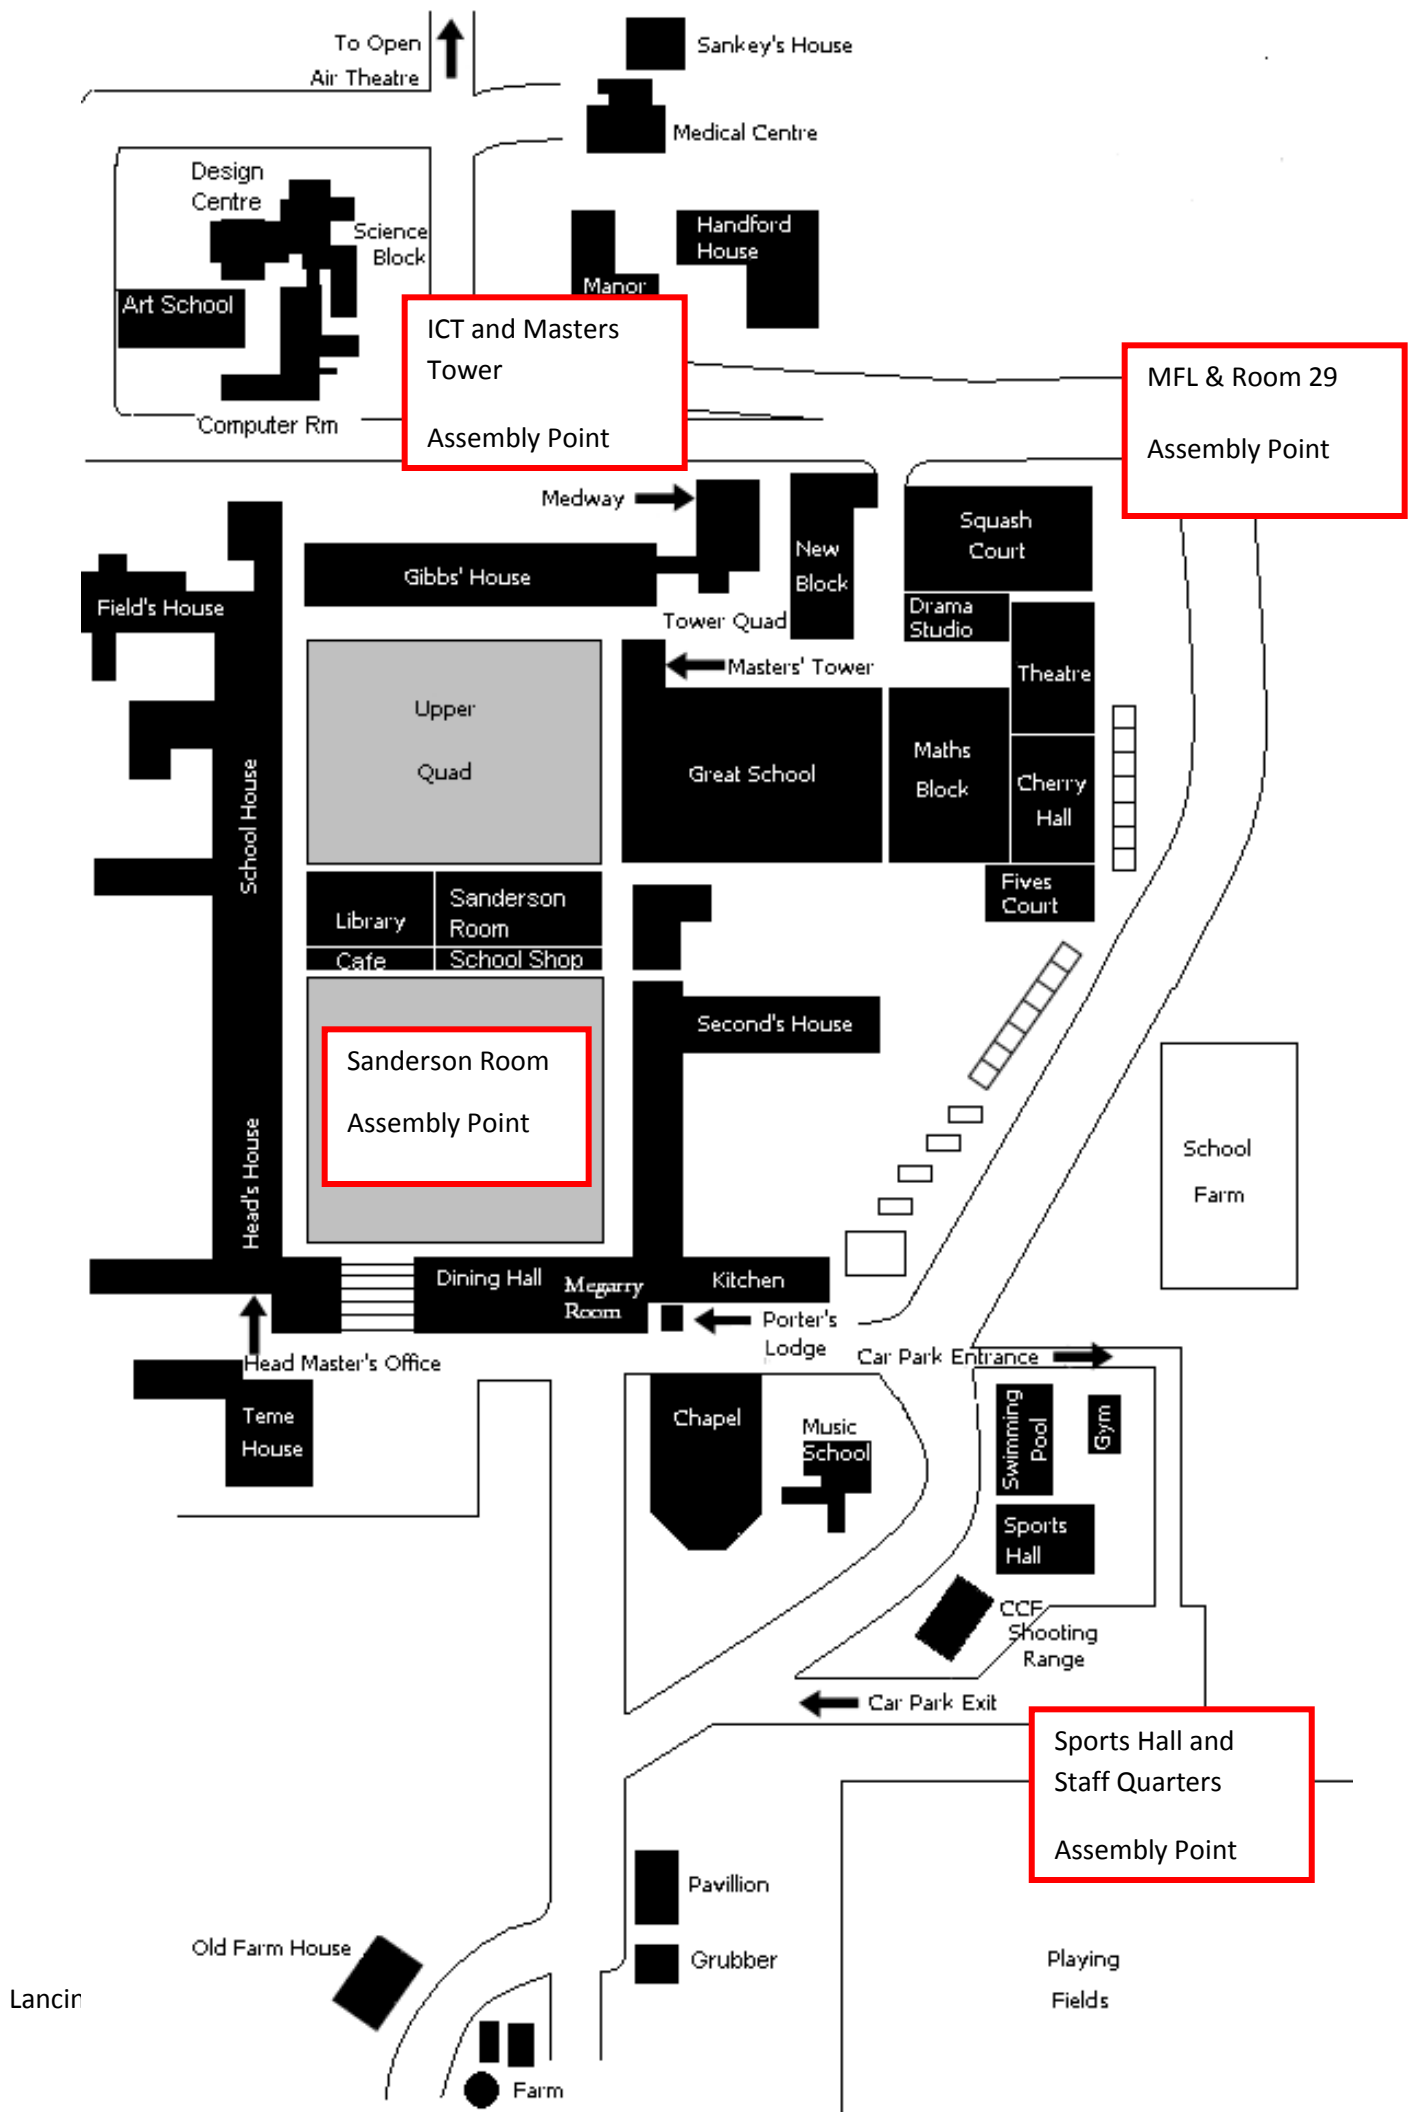 To Open
Air Theatre
Sankey's House
Medical Centre
Design
Centre
Science
Block
Handford
House
Manor
Art School
ICT and Masters
Tower
Assembly Point
MFL & Room 29
Assembly Point
Computer Rm
Medway
Squash
Court
New
Block
Gibbs' House
Field's House
Drama
Studio
Tower Quad
Masters' Tower
Theatre
Upper
Quad
Great School
Maths
Block
Cherry
Hall
School House
Fives
Court
Library
Sanderson
Room
Cafe
School Shop
Second's House
Sanderson Room
Assembly Point
Head's House
School
Farm
Dining Hall
Megarry
Room
Kitchen
Porter's
Lodge
Head Master's Office
Car Park Entrance
Teme
House
Chapel
Music
School
Swimming
Pool
Gym
Sports
Hall
CCF
Shooting
Range
Car Park Exit
Sports Hall and
Staff Quarters
Assembly Point
Pavillion
Old Farm House
Grubber
Playing
Fields
Lancin
Farm